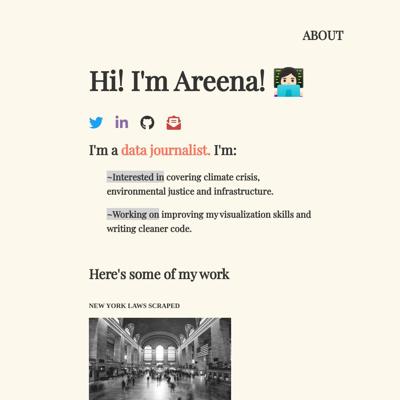 ABOUT
Hi! I'm Areena!
I'm a data journalist. I'm:
~Interested in covering climate crisis,
environmental justice and infrastructure.
~Working on improving my visualization skills and
writing cleaner code.
Here's some of my work
NEW YORK LAWS SCRAPED